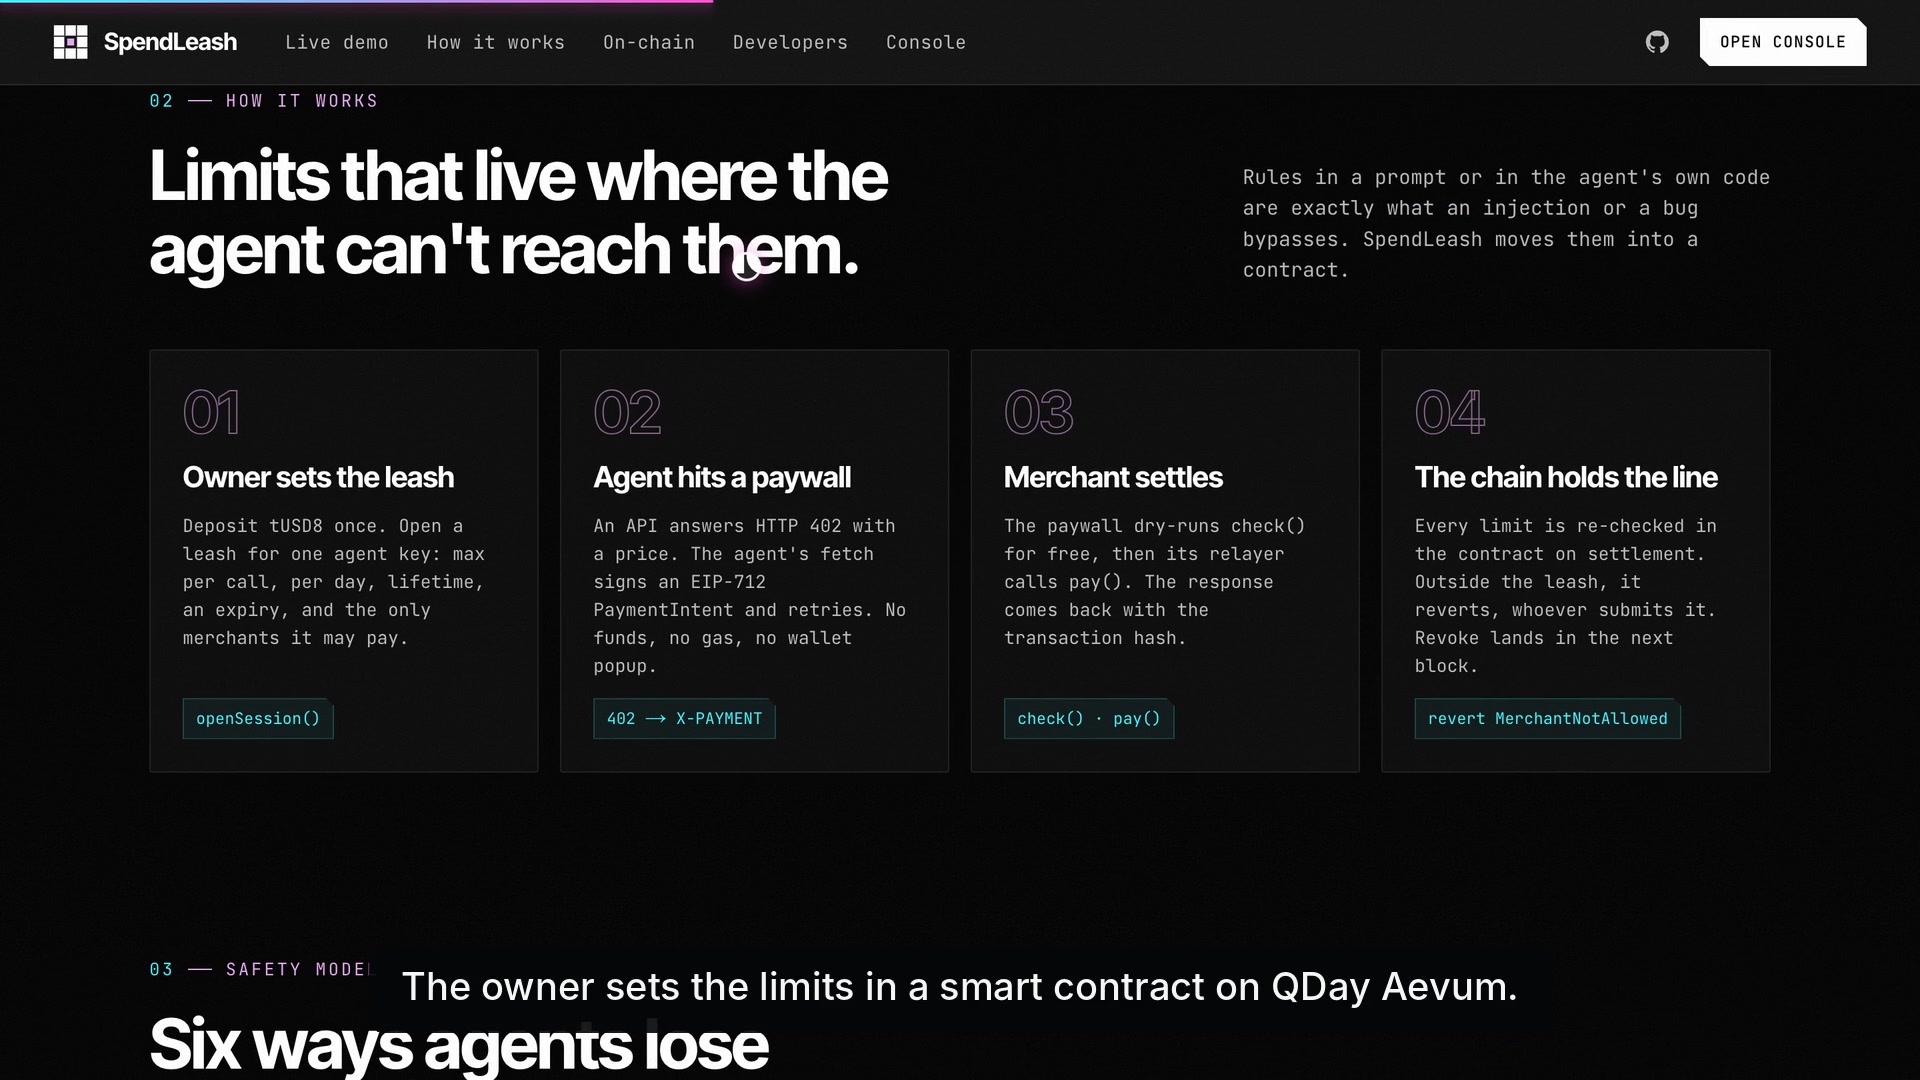 SpendLeash
Live demo
How it works
On-chain
Developers
Console
OPEN CONSOLE
02 — HOW IT WORKS
Limits that live where the
agent can't reach them.
Rules in a prompt or in the agent's own code
are exactly what an injection or a bug
bypasses. SpendLeash moves them into a
contract.
01
Owner sets the leash
Deposit tUSD8 once. Open a
leash for one agent key: max
per call, per day, lifetime,
an expiry, and the only
merchants it may pay.
openSession()
02
Agent hits a paywall
An API answers HTTP 402 with
a price. The agent's fetch
signs an EIP-712
PaymentIntent and retries. No
funds, no gas, no wallet
popup.
402 → X-PAYMENT
03
Merchant settles
The paywall dry-runs check()
for free, then its relayer
calls pay(). The response
comes back with the
transaction hash.
check() · pay()
04
The chain holds the line
Every limit is re-checked in
the contract on settlement.
Outside the leash, it
reverts, whoever submits it.
Revoke lands in the next
block.
revert MerchantNotAllowed
03 — SAFETY MODEL
The owner sets the limits in a smart contract on QDay Aevum.
Six ways agents lose